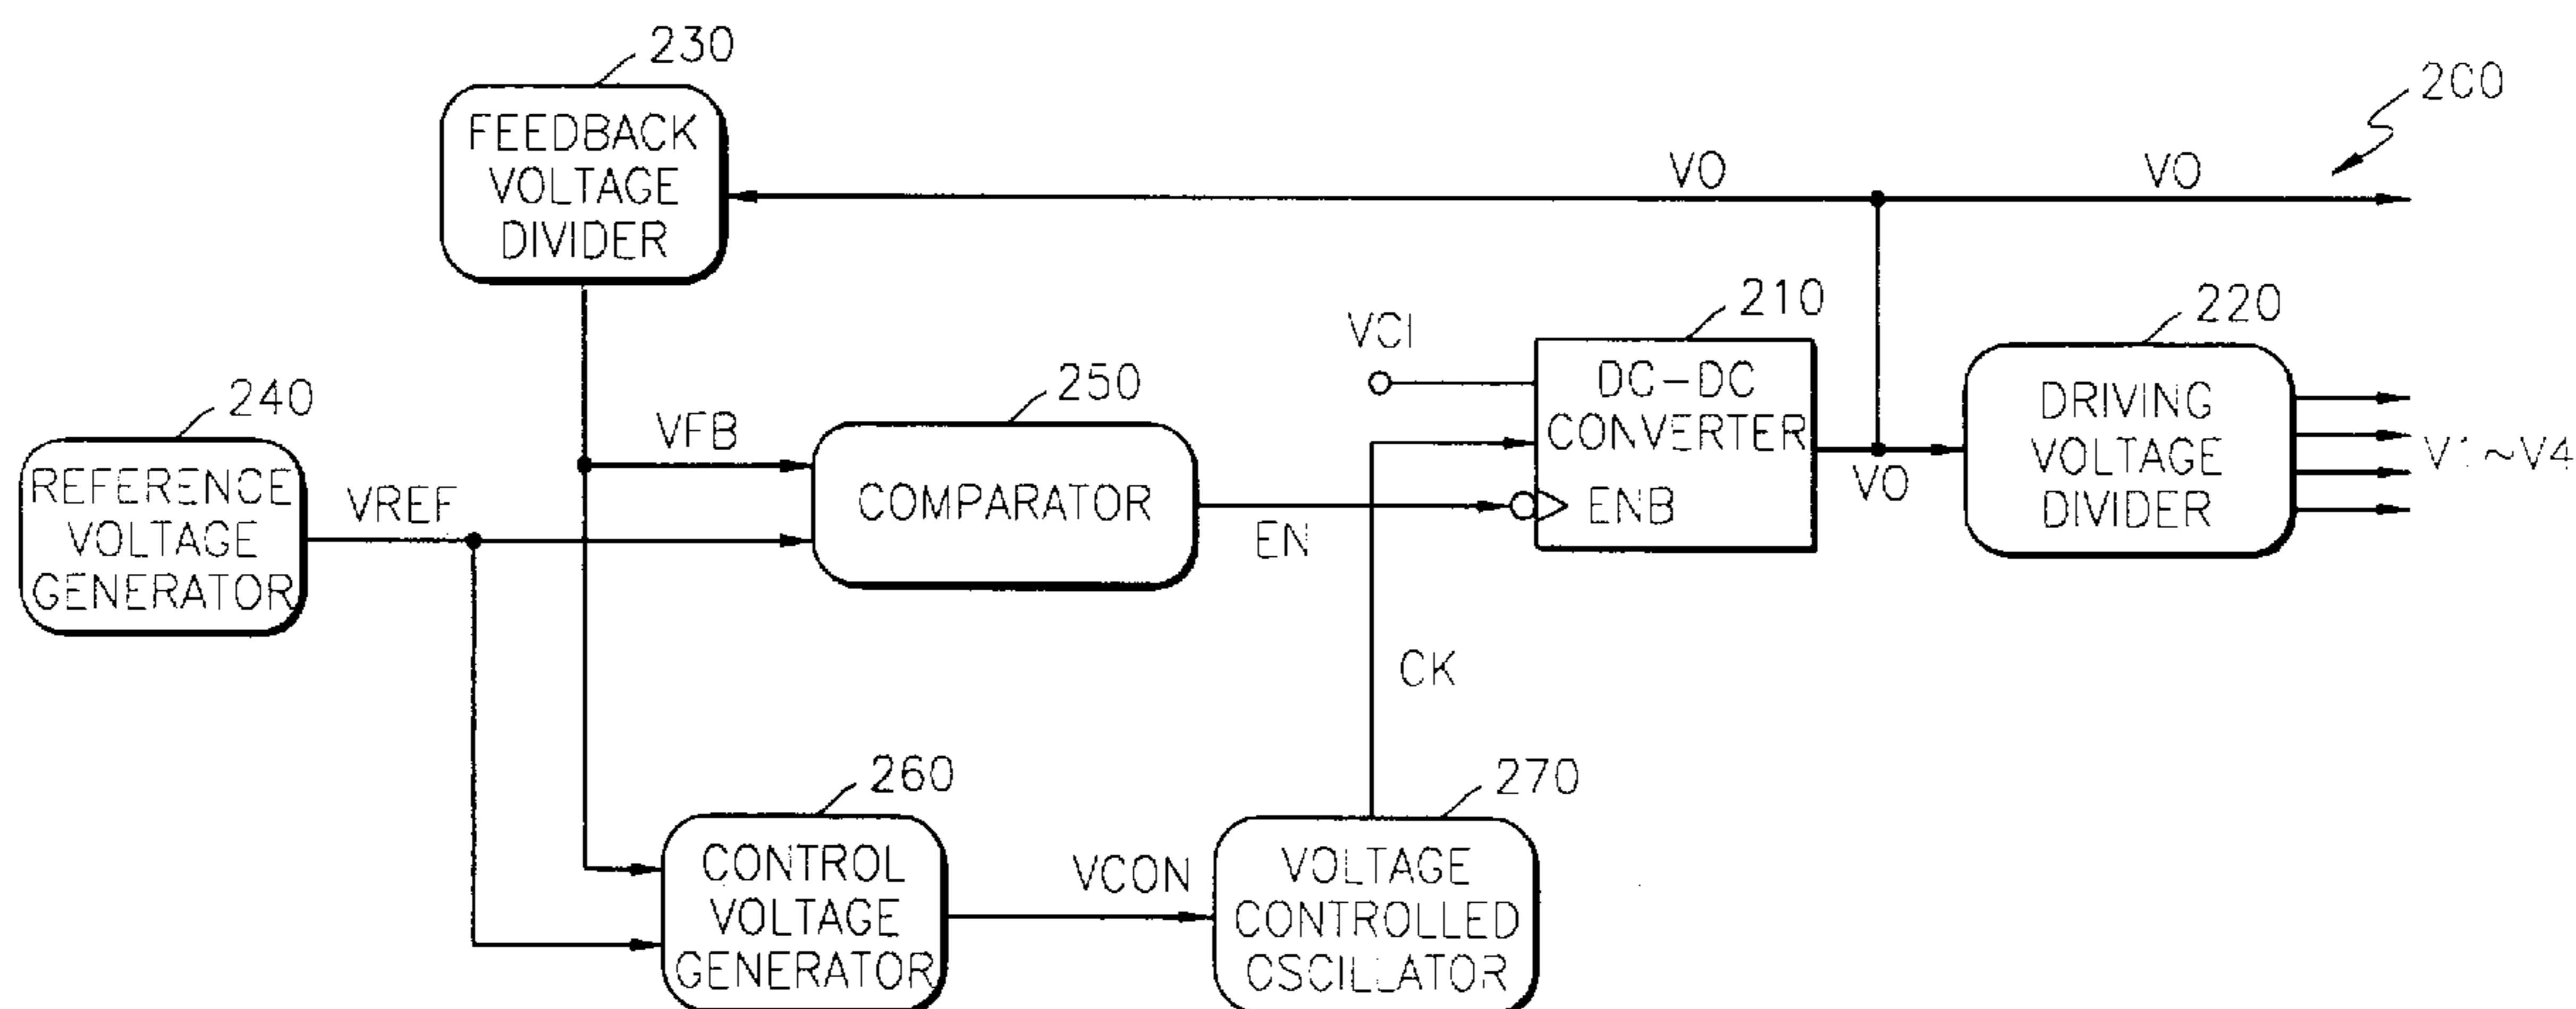 230
200
FEEDBACK
VOLTAGE
DIVIDER
VO
VO
210
220
VCI
DC-DC
CONVERTER
ENB
VO
DRIVING
VOLTAGE
DIVIDER
V1~V4
240
250
REFERENCE
VOLTAGE
GENERATOR
VREF
VFB
COMPARATOR
EN
CK
260
270
CONTROL
VOLTAGE
GENERATOR
VCON
VOLTAGE
CONTROLLED
OSCILLATOR